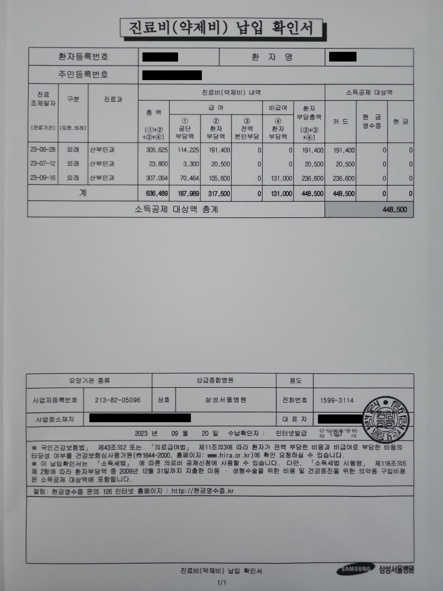 진료비(약제비) 납입 확인서
환자등록번호 환 자 명
주민등록번호
진료 조제일자 (진료기간) 구분 (입원,외래) 진료과 진료비(약제비) 내역 소득공제 대상액
총 액 (①+② +③+④) 급 여 비급여 환자 부담총액 (②+③ +④) 카 드 현 금 영수증 현 금
① 공단 부담액 ② 환자 부담액 ③ 전액 본인부담 ④ 환자 부담액
23-06-28 외래 산부인과 305,625 114,225 191,400 0 0 191,400 191,400 0 0
23-07-12 외래 산부인과 23,800 3,300 20,500 0 0 20,500 20,500 0 0
23-09-16 외래 산부인과 307,064 70,464 105,600 0 131,000 236,600 236,600 0 0
계 636,489 187,989 317,500 0 131,000 448,500 448,500 0 0
소득공제 대상액 총계 448,500
요양기관 종류 상급종합병원 용도
사업자등록번호 213-82-05096 상호 삼성서울병원 전화번호 1599-3114
사업장소재지 대 표 자
2023 년 09 월 20 일 수납확인자 : 인터넷발급
※ 국민건강보험법」 제43조의2 또는 「의료급여법」 제11조의3에 따라 환자가 전액 부담한 비용과 비급여로 부담한 비용의
타당성 여부를 건강보험심사평가원(☎1644-2000, 홈페이지: www.hira.or.kr)에 확인 요청하실 수 있습니다.
※ 이 납입확인서는 「소득세법」 에 따른 의료비 공제신청에 사용할 수 있습니다. 다만, 「소득세법 시행령」 제118조의5
제 2항에 따라 환자부담액 중 2009년 12월 31일까지 지출한 미용ㆍ성형수술을 위한 비용 및 건강증진을 위한 의약품 구입비용
은 소득공제 대상액에 포함됩니다.
알림: 현금영수증 문의 126 인터넷 홈페이지 : http://현금영수증.kr
진료비(약제비) 납입 확인서
SAMSUNG 삼성서울병원
1/1